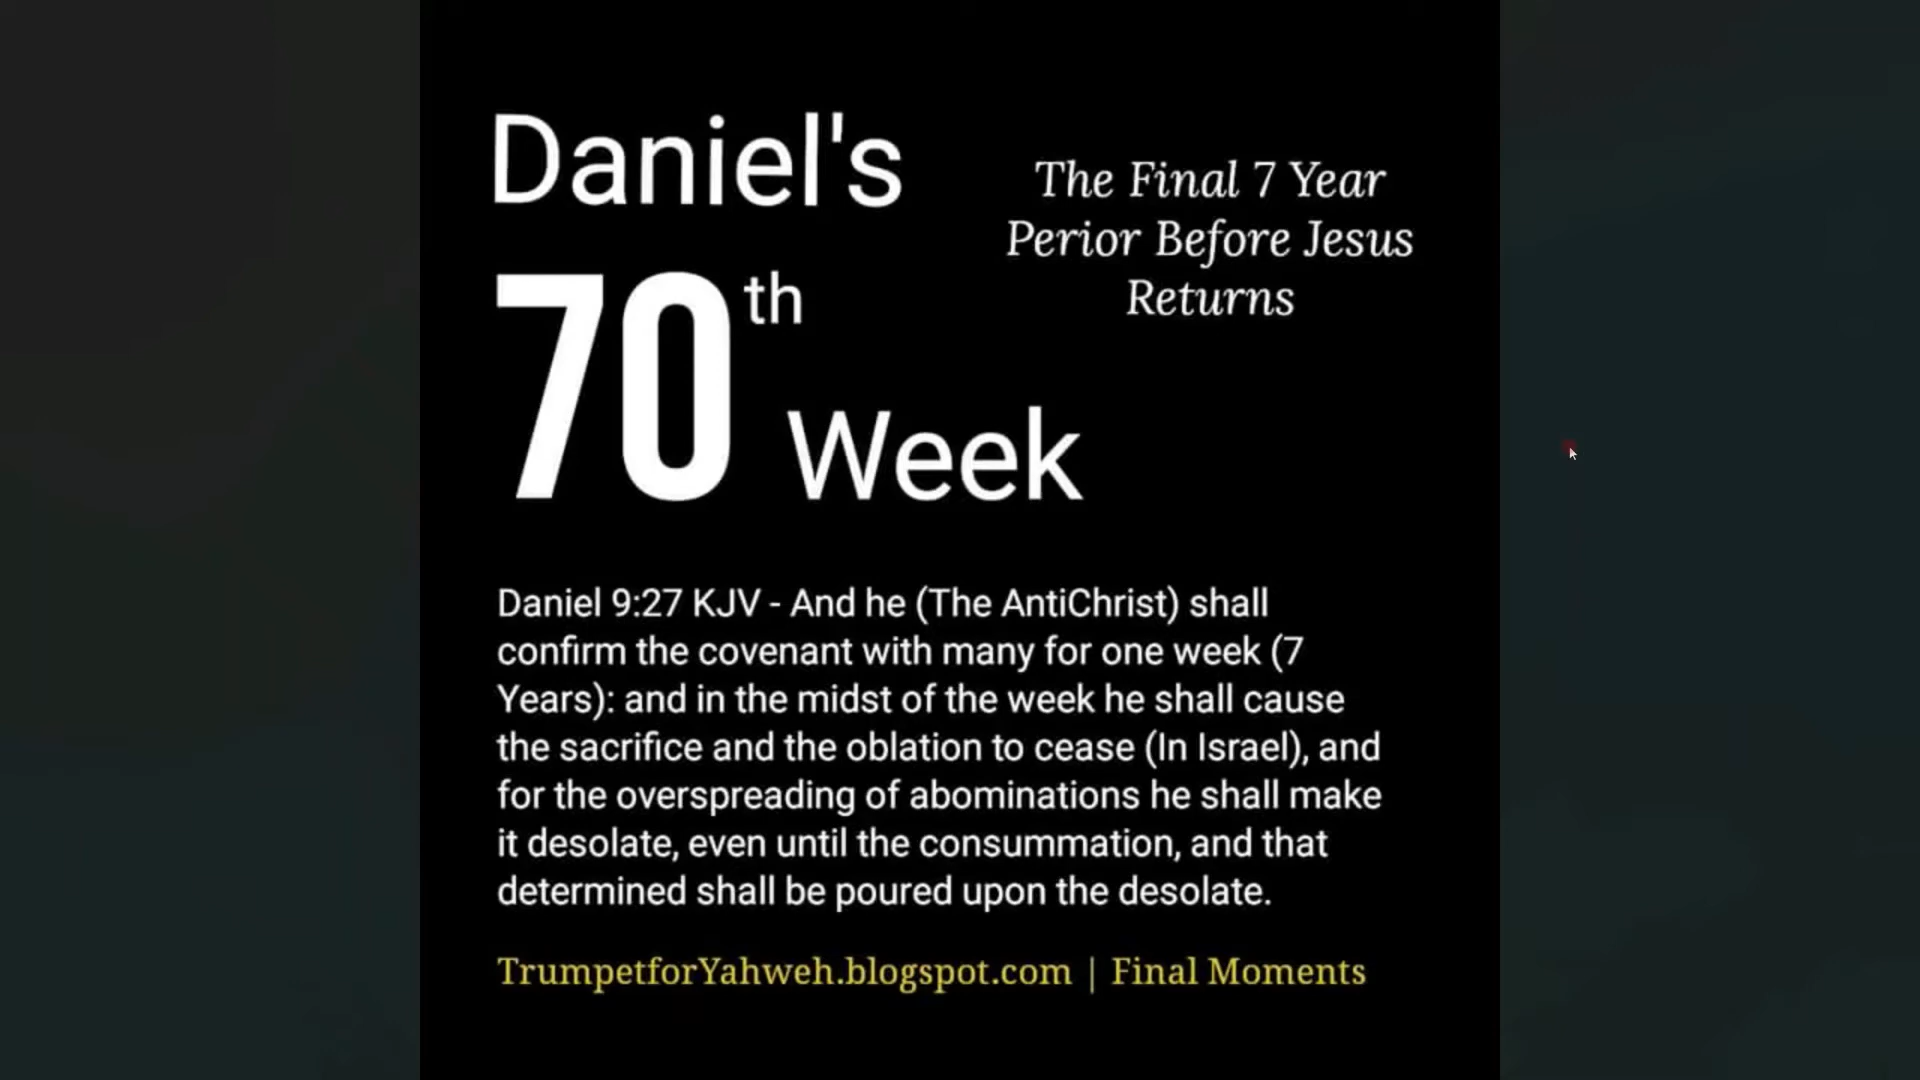 Daniel's
70th
Week
The Final 7 Year
Perior Before Jesus
Returns
Daniel 9:27 KJV - And he (The AntiChrist) shall
confirm the covenant with many for one week (7
Years): and in the midst of the week he shall cause
the sacrifice and the oblation to cease (In Israel), and
for the overspreading of abominations he shall make
it desolate, even until the consummation, and that
determined shall be poured upon the desolate.
TrumpetforYahweh.blogspot.com | Final Moments